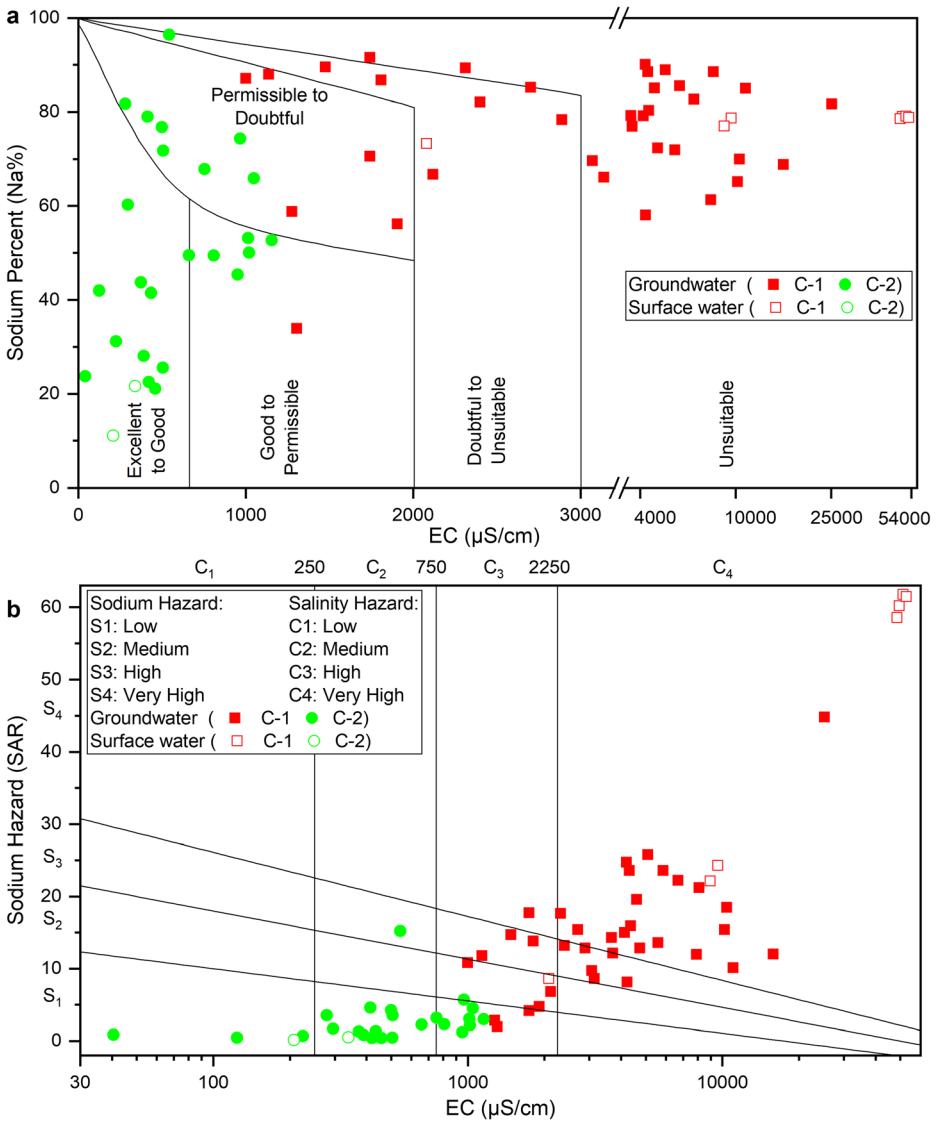 a
100
80
60
40
20
0
Sodium Percent (Na%)
Permissible to
Doubtful
Groundwater ( C-1 C-2)
Surface water ( C-1 C-2)
Excellent
to Good
Good to
Permissible
Doubtful to
Unsuitable
Unsuitable
0 1000 2000 3000 4000 10000 25000 54000
EC (µS/cm)
C1 250 C2 750 C3 2250 C4
b
60
S4
50
40
30
S3
20
S2
10
S1
0
Sodium Hazard (SAR)
Sodium Hazard: Salinity Hazard:
S1: Low C1: Low
S2: Medium C2: Medium
S3: High C3: High
S4: Very High C4: Very High
Groundwater ( C-1 C-2)
Surface water ( C-1 C-2)
30 100 1000 10000
EC (µS/cm)